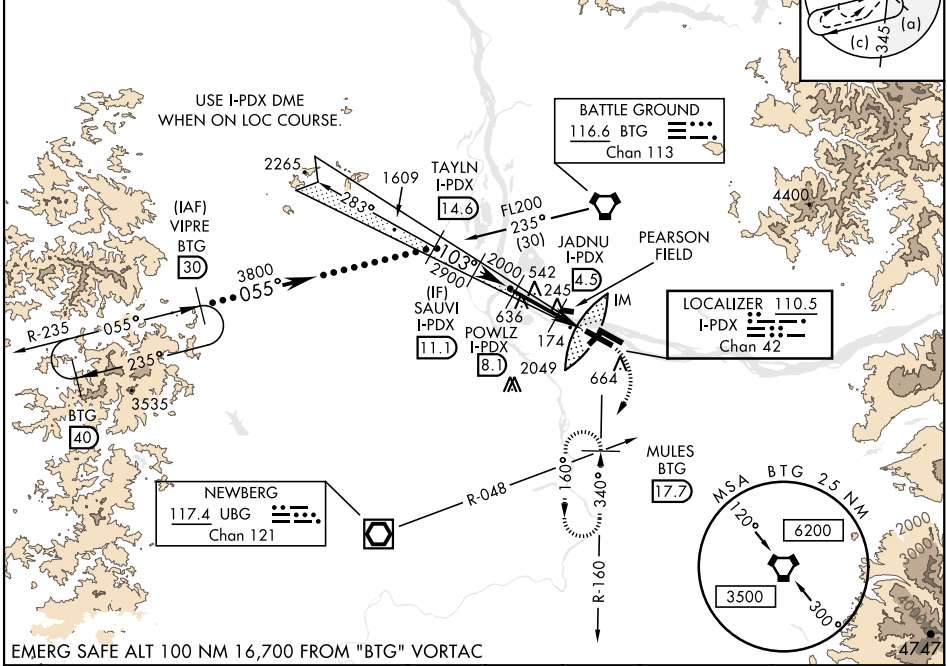 (a)
(c)
345
USE I-PDX DME
WHEN ON LOC COURSE.
BATTLE GROUND
116.6 BTG
Chan 113
2265
1609
TAYLN
I-PDX
14.6
FL200
235°
(30)
4400
283°
(IAF)
VIPRE
BTG
30
3800
055°
103°
2000
2900
542
245
JADNU
I-PDX
4.5
PEARSON
FIELD
IM
(IF)
SAUVI
I-PDX
11.1
636
POWLZ
I-PDX
8.1
174
2049
664
LOCALIZER 110.5
I-PDX
Chan 42
R-235
055°
235°
3535
BTG
40
MULES
BTG
17.7
NEWBERG
117.4 UBG
Chan 121
R-048
160°
340°
R-160
MSA BTG 25 NM
120°
6200
3500
300°
2000
3000
4000
4747
EMERG SAFE ALT 100 NM 16,700 FROM "BTG" VORTAC